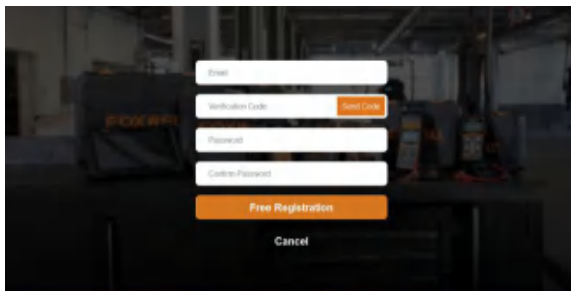 Email
Verification Code Send Code
Password
Confirm Password
Free Registration
Cancel